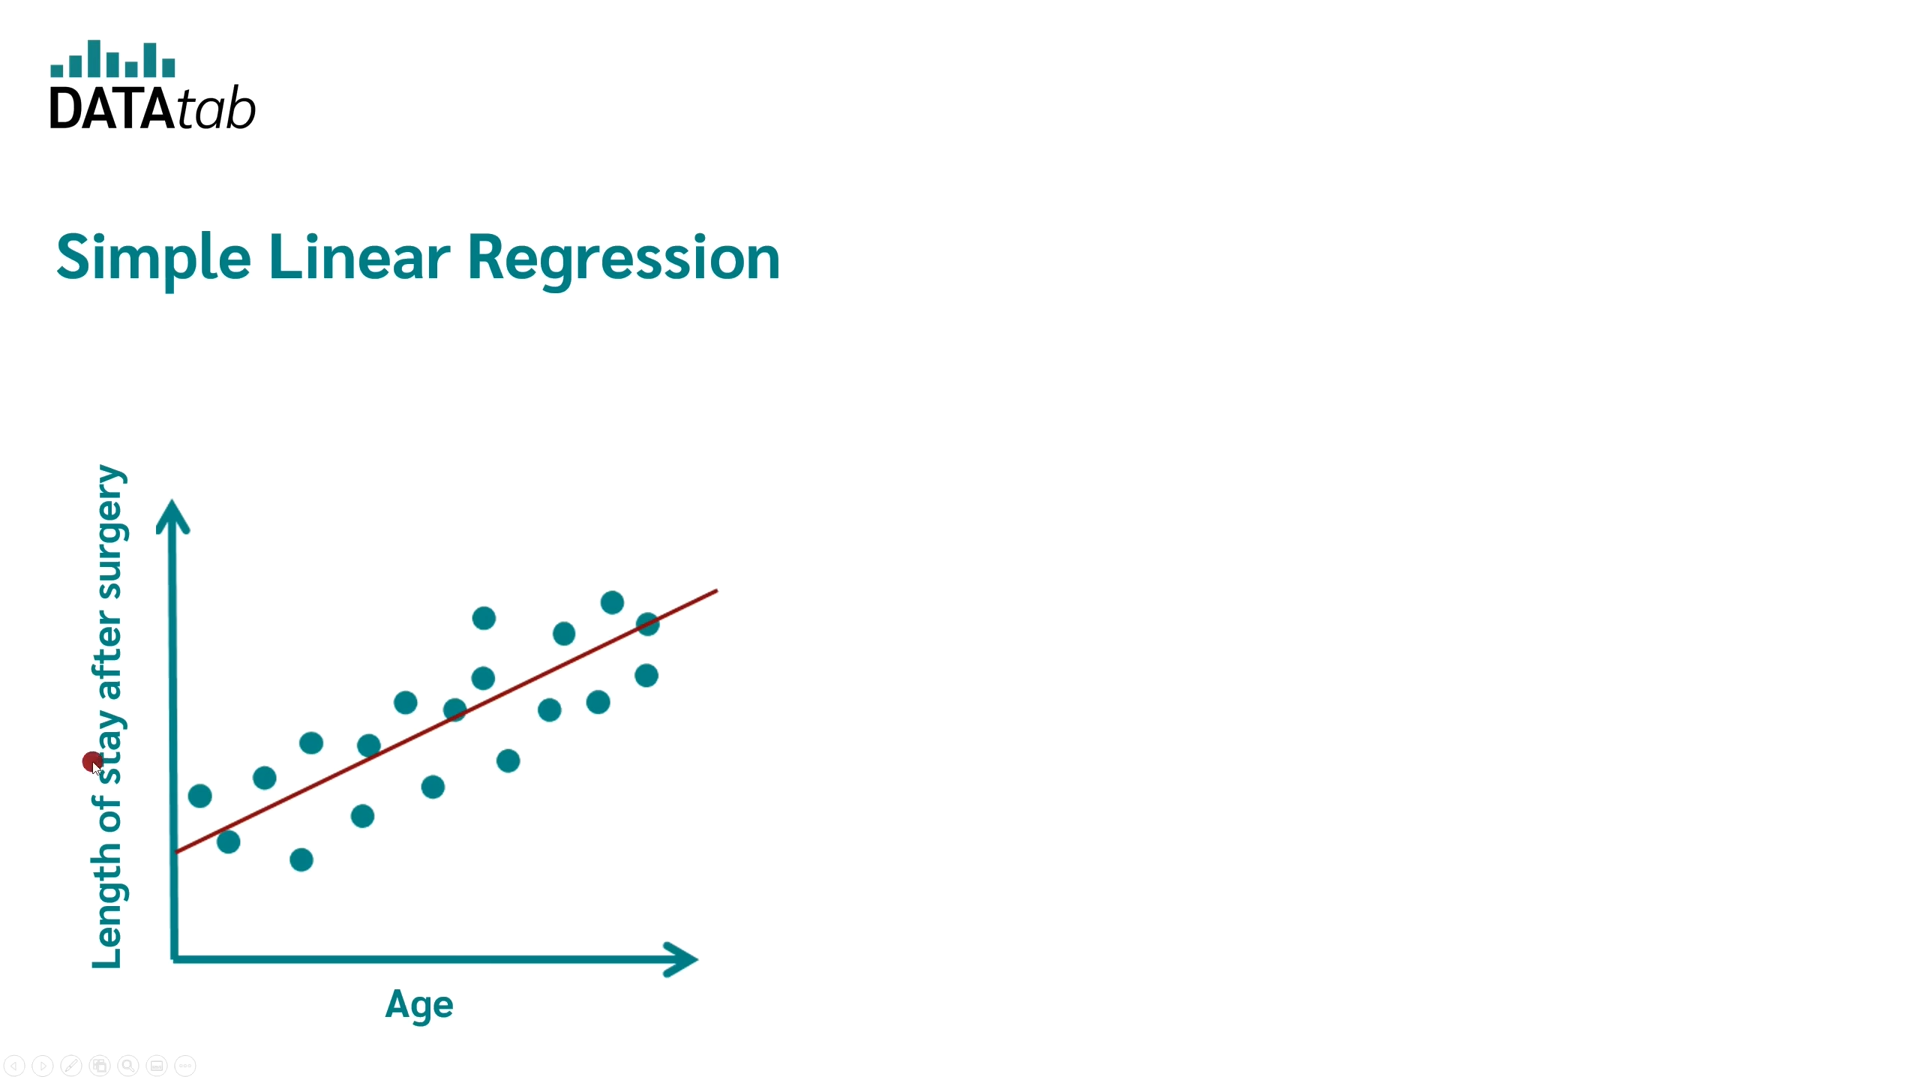 DATAtab
Simple Linear Regression
Length of stay after surgery
Age